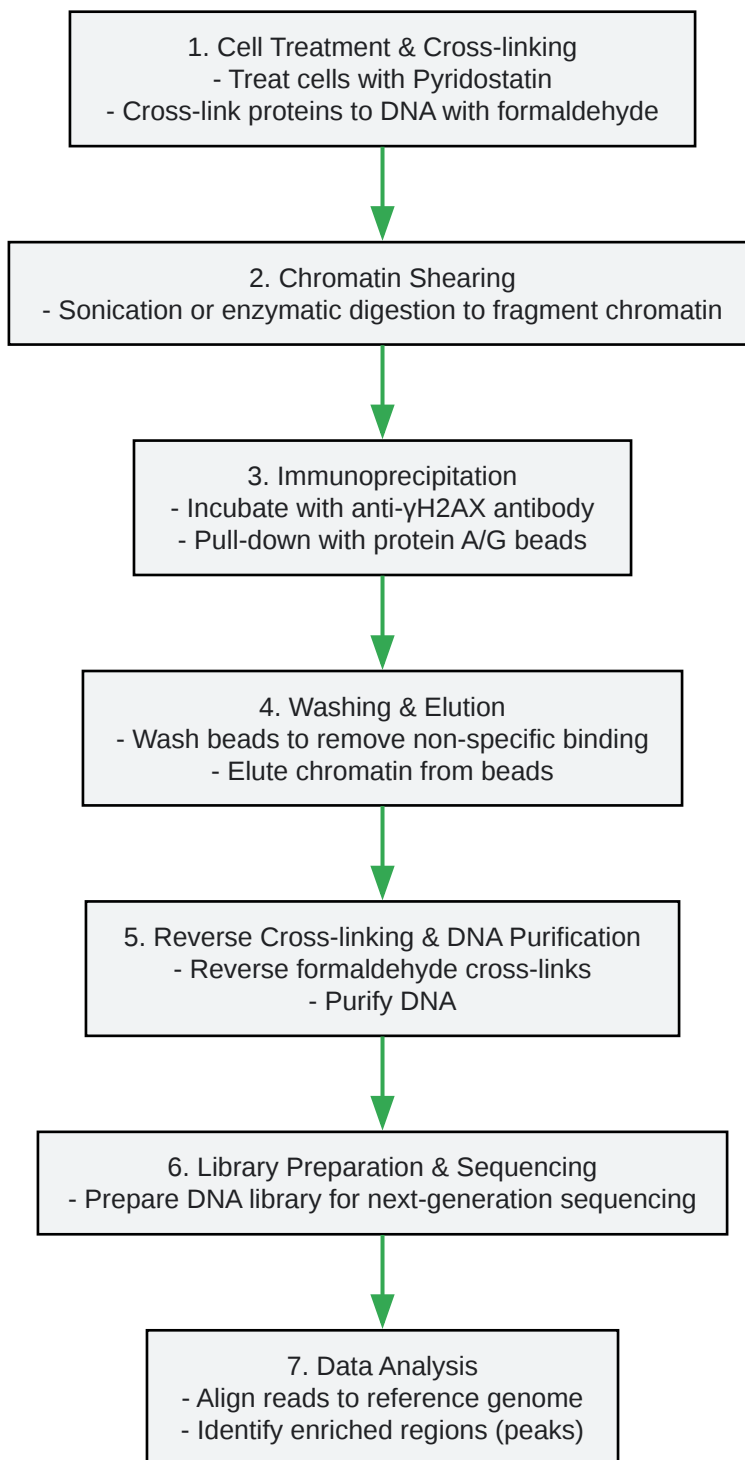 1. Cell Treatment & Cross-linking
- Treat cells with Pyridostatin
- Cross-link proteins to DNA with formaldehyde
2. Chromatin Shearing
- Sonication or enzymatic digestion to fragment chromatin
3. Immunoprecipitation
- Incubate with anti-γH2AX antibody
- Pull-down with protein A/G beads
4. Washing & Elution
- Wash beads to remove non-specific binding
- Elute chromatin from beads
5. Reverse Cross-linking & DNA Purification
- Reverse formaldehyde cross-links
- Purify DNA
6. Library Preparation & Sequencing
- Prepare DNA library for next-generation sequencing
7. Data Analysis
- Align reads to reference genome
- Identify enriched regions (peaks)